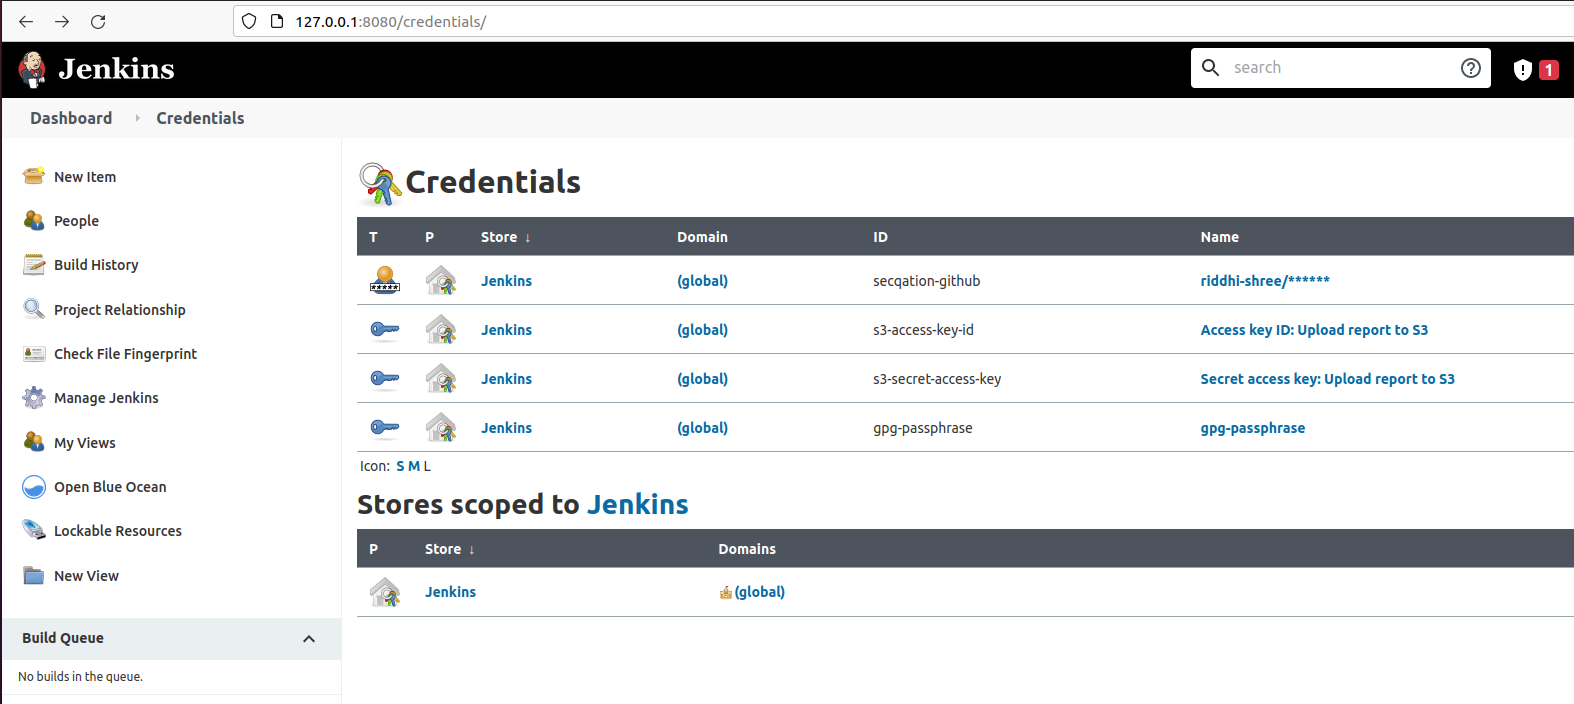 127.0.0.1:8080/credentials/
Jenkins
search
1
Dashboard Credentials
New Item
People
Build History
Project Relationship
Check File Fingerprint
Manage Jenkins
My Views
Open Blue Ocean
Lockable Resources
New View
Build Queue
No builds in the queue.
Credentials
T P Store ↓ Domain ID Name
Jenkins (global) secqation-github riddhi-shree/******
Jenkins (global) s3-access-key-id Access key ID: Upload report to S3
Jenkins (global) s3-secret-access-key Secret access key: Upload report to S3
Jenkins (global) gpg-passphrase gpg-passphrase
Icon: S M L
Stores scoped to Jenkins
P Store ↓ Domains
Jenkins (global)